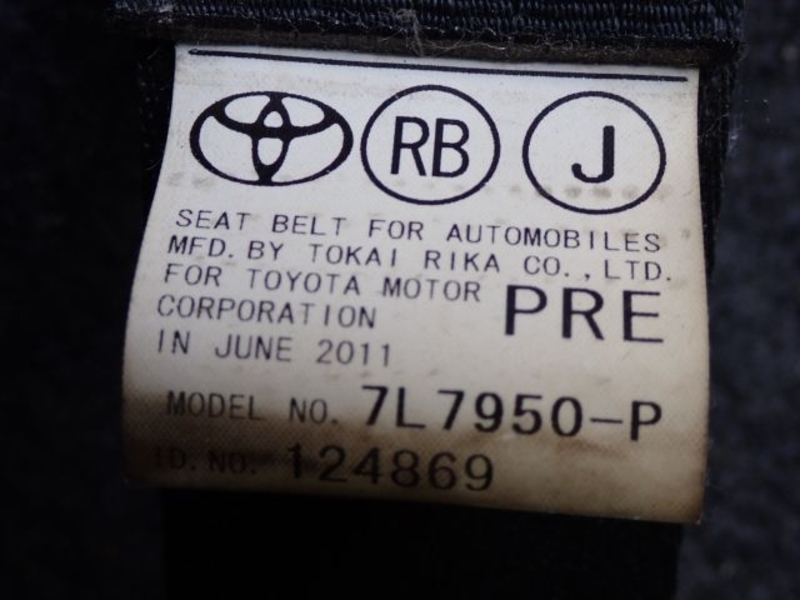 RB J
SEAT BELT FOR AUTOMOBILES
MFD. BY TOKAI RIKA CO., LTD.
FOR TOYOTA MOTOR
CORPORATION
PRE
IN JUNE 2011
MODEL NO. 7L7950-P
ID. NO. 124869